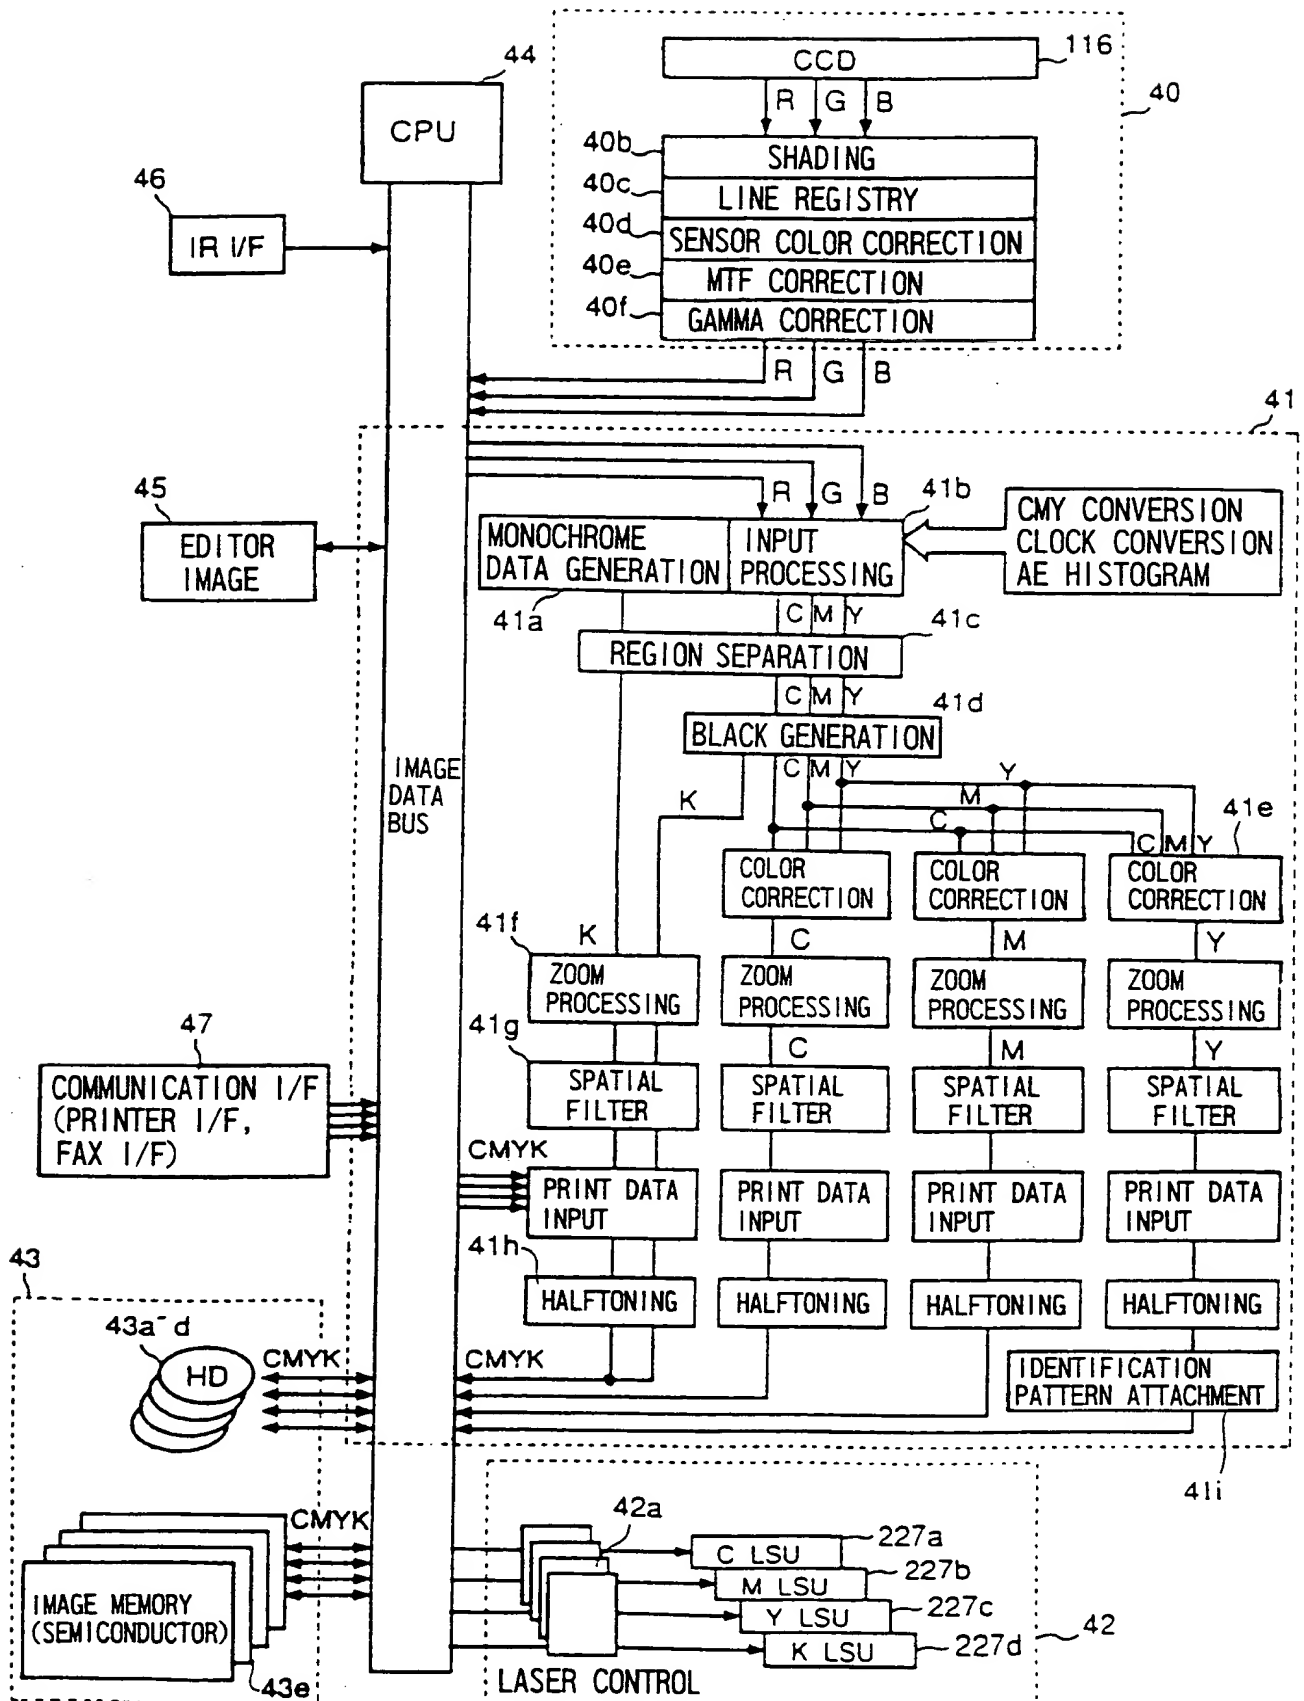 44
CPU
46
IR I/F
CCD
116
40
R G B
40b
SHADING
40c
LINE REGISTRY
40d
SENSOR COLOR CORRECTION
40e
MTF CORRECTION
40f
GAMMA CORRECTION
R G B
41
45
EDITOR
IMAGE
R G B
41b
MONOCHROME
DATA GENERATION
INPUT
PROCESSING
CMY CONVERSION
CLOCK CONVERSION
AE HISTOGRAM
41a
C M Y
41c
REGION SEPARATION
C M Y
41d
BLACK GENERATION
IMAGE
DATA
BUS
K
C M Y
Y
M
C
C M Y
41e
COLOR
CORRECTION
COLOR
CORRECTION
COLOR
CORRECTION
41f
K
C
M
Y
ZOOM
PROCESSING
ZOOM
PROCESSING
ZOOM
PROCESSING
ZOOM
PROCESSING
41g
C
M
Y
SPATIAL
FILTER
SPATIAL
FILTER
SPATIAL
FILTER
SPATIAL
FILTER
47
COMMUNICATION I/F
(PRINTER I/F,
FAX I/F)
CMYK
PRINT DATA
INPUT
PRINT DATA
INPUT
PRINT DATA
INPUT
PRINT DATA
INPUT
41h
HALFTONING
HALFTONING
HALFTONING
HALFTONING
43
43a-d
HD
CMYK
CMYK
IDENTIFICATION
PATTERN ATTACHMENT
41i
CMYK
IMAGE MEMORY
(SEMICONDUCTOR)
43e
42a
C LSU
227a
M LSU
227b
Y LSU
227c
K LSU
227d
42
LASER CONTROL